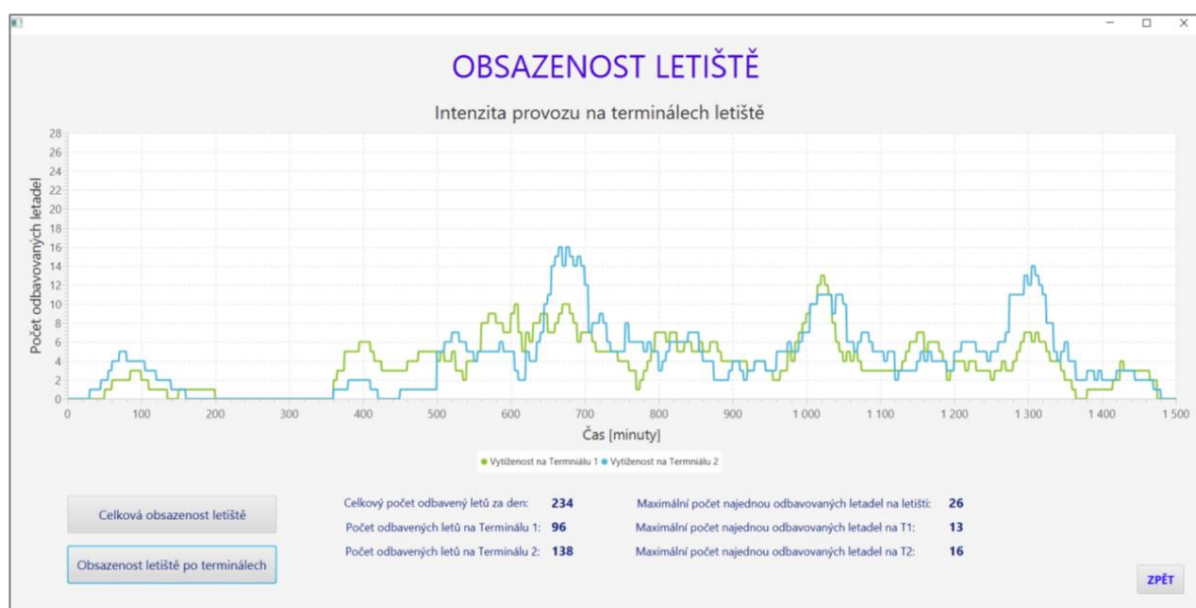 OBSAZENOST LETIŠTĚ
Intenzita provozu na terminálech letiště
Počet odbavovaných letadel
28
26
24
22
20
18
16
14
12
10
8
6
4
2
0
0 100 200 300 400 500 600 700 800 900 1 000 1 100 1 200 1 300 1 400 1 500
Čas [minuty]
Vytíženost na Termniálu 1 Vytíženost na Termniálu 2
Celková obsazenost letiště
Obsazenost letiště po terminálech
Celkový počet odbavený letů za den: 234
Počet odbavených letů na Terminálu 1: 96
Počet odbavených letů na Terminálu 2: 138
Maximální počet najednou odbavovaných letadel na letišti: 26
Maximální počet najednou odbavovaných letadel na T1: 13
Maximální počet najednou odbavovaných letadel na T2: 16
ZPĚT